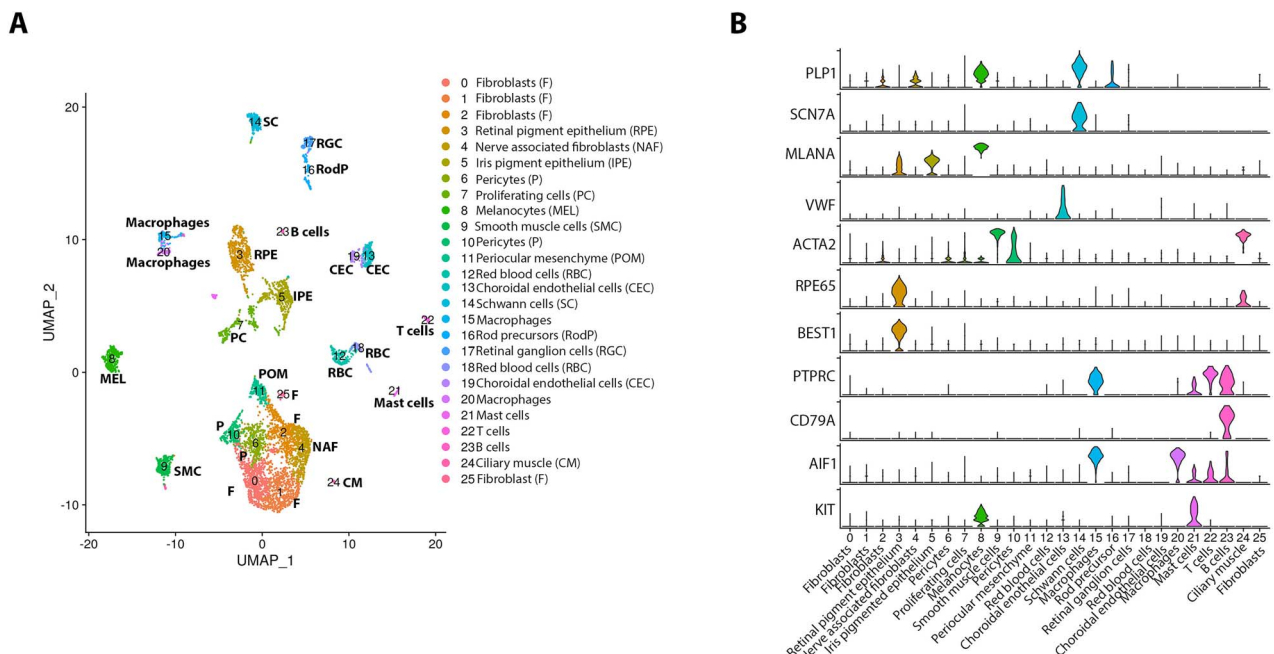 A
B
20
10
0
-10
-20
-10
0
10
20
UMAP_2
UMAP_1
14 SC
17 RGC
16 RodP
Macrophages
15
20
Macrophages
3 RPE
23 B cells
19 13
CEC CEC
5 IPE
7
PC
22
T cells
8
MEL
12
RBC
18 RBC
21
Mast cells
POM
11
25 F
F
P
10
2
6
P
4 NAF
9 SMC
0
F
1
F
24 CM
0 Fibroblasts (F)
1 Fibroblasts (F)
2 Fibroblasts (F)
3 Retinal pigment epithelium (RPE)
4 Nerve associated fibroblasts (NAF)
5 Iris pigment epithelium (IPE)
6 Pericytes (P)
7 Proliferating cells (PC)
8 Melanocytes (MEL)
9 Smooth muscle cells (SMC)
10 Pericytes (P)
11 Periocular mesenchyme (POM)
12 Red blood cells (RBC)
13 Choroidal endothelial cells (CEC)
14 Schwann cells (SC)
15 Macrophages
16 Rod precursors (RodP)
17 Retinal ganglion cells (RGC)
18 Red blood cells (RBC)
19 Choroidal endothelial cells (CEC)
20 Macrophages
21 Mast cells
22 T cells
23 B cells
24 Ciliary muscle (CM)
25 Fibroblast (F)
PLP1
SCN7A
MLANA
VWF
ACTA2
RPE65
BEST1
PTPRC
CD79A
AIF1
KIT
0 1 2 3 4 5 6 7 8 9 10 11 12 13 14 15 16 17 18 19 20 21 22 23 24 25
Fibroblasts
Fibroblasts
Fibroblasts
Retinal pigment epithelium
Nerve associated fibroblasts
Iris pigmented epithelium
Pericytes
Proliferating cells
Melanocytes
Smooth muscle cells
Pericytes
Periocular mesenchyme
Red blood cells
Choroidal enothelial cells
Schwann cells
Macrophages
Rod precursor
Retinal ganglion cells
Red blood cells
Choroidal endothelial cells
Macrophages
Mast cells
T cells
B cells
Ciliary muscle
Fibroblasts